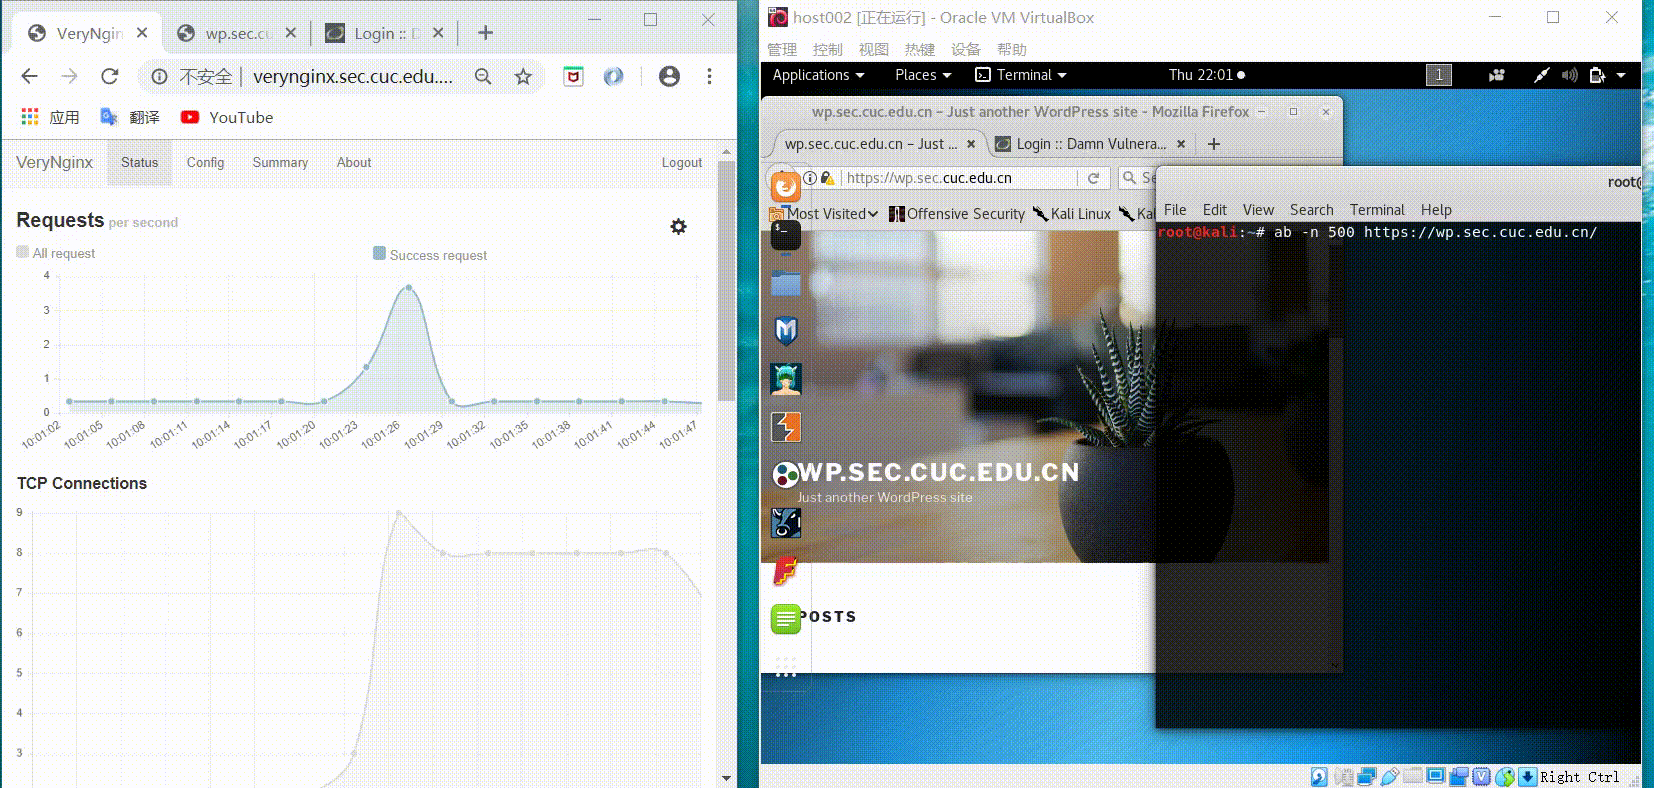 VeryNgin
wp.sec.cu
Login :: D
不安全 | verynginx.sec.cuc.edu....
应用 翻译 YouTube
VeryNginx Status Config Summary About Logout
Requests per second
All request Success request
4
3
2
1
0
10:01:02 10:01:05 10:01:08 10:01:11 10:01:14 10:01:17 10:01:20 10:01:23 10:01:26 10:01:29 10:01:32 10:01:35 10:01:38 10:01:41 10:01:44 10:01:47
TCP Connections
9
8
7
6
5
4
3
host002 [正在运行] - Oracle VM VirtualBox
管理 控制 视图 热键 设备 帮助
Applications Places Terminal Thu 22:01 1
wp.sec.cuc.edu.cn – Just another WordPress site - Mozilla Firefox
wp.sec.cuc.edu.cn – Just ... Login :: Damn Vulnera...
https://wp.sec.cuc.edu.cn Se
Most Visited Offensive Security Kali Linux Ka
WP.SEC.CUC.EDU.CN
Just another WordPress site
POSTS
root@
File Edit View Search Terminal Help
root@kali:~# ab -n 500 https://wp.sec.cuc.edu.cn/
Right Ctrl